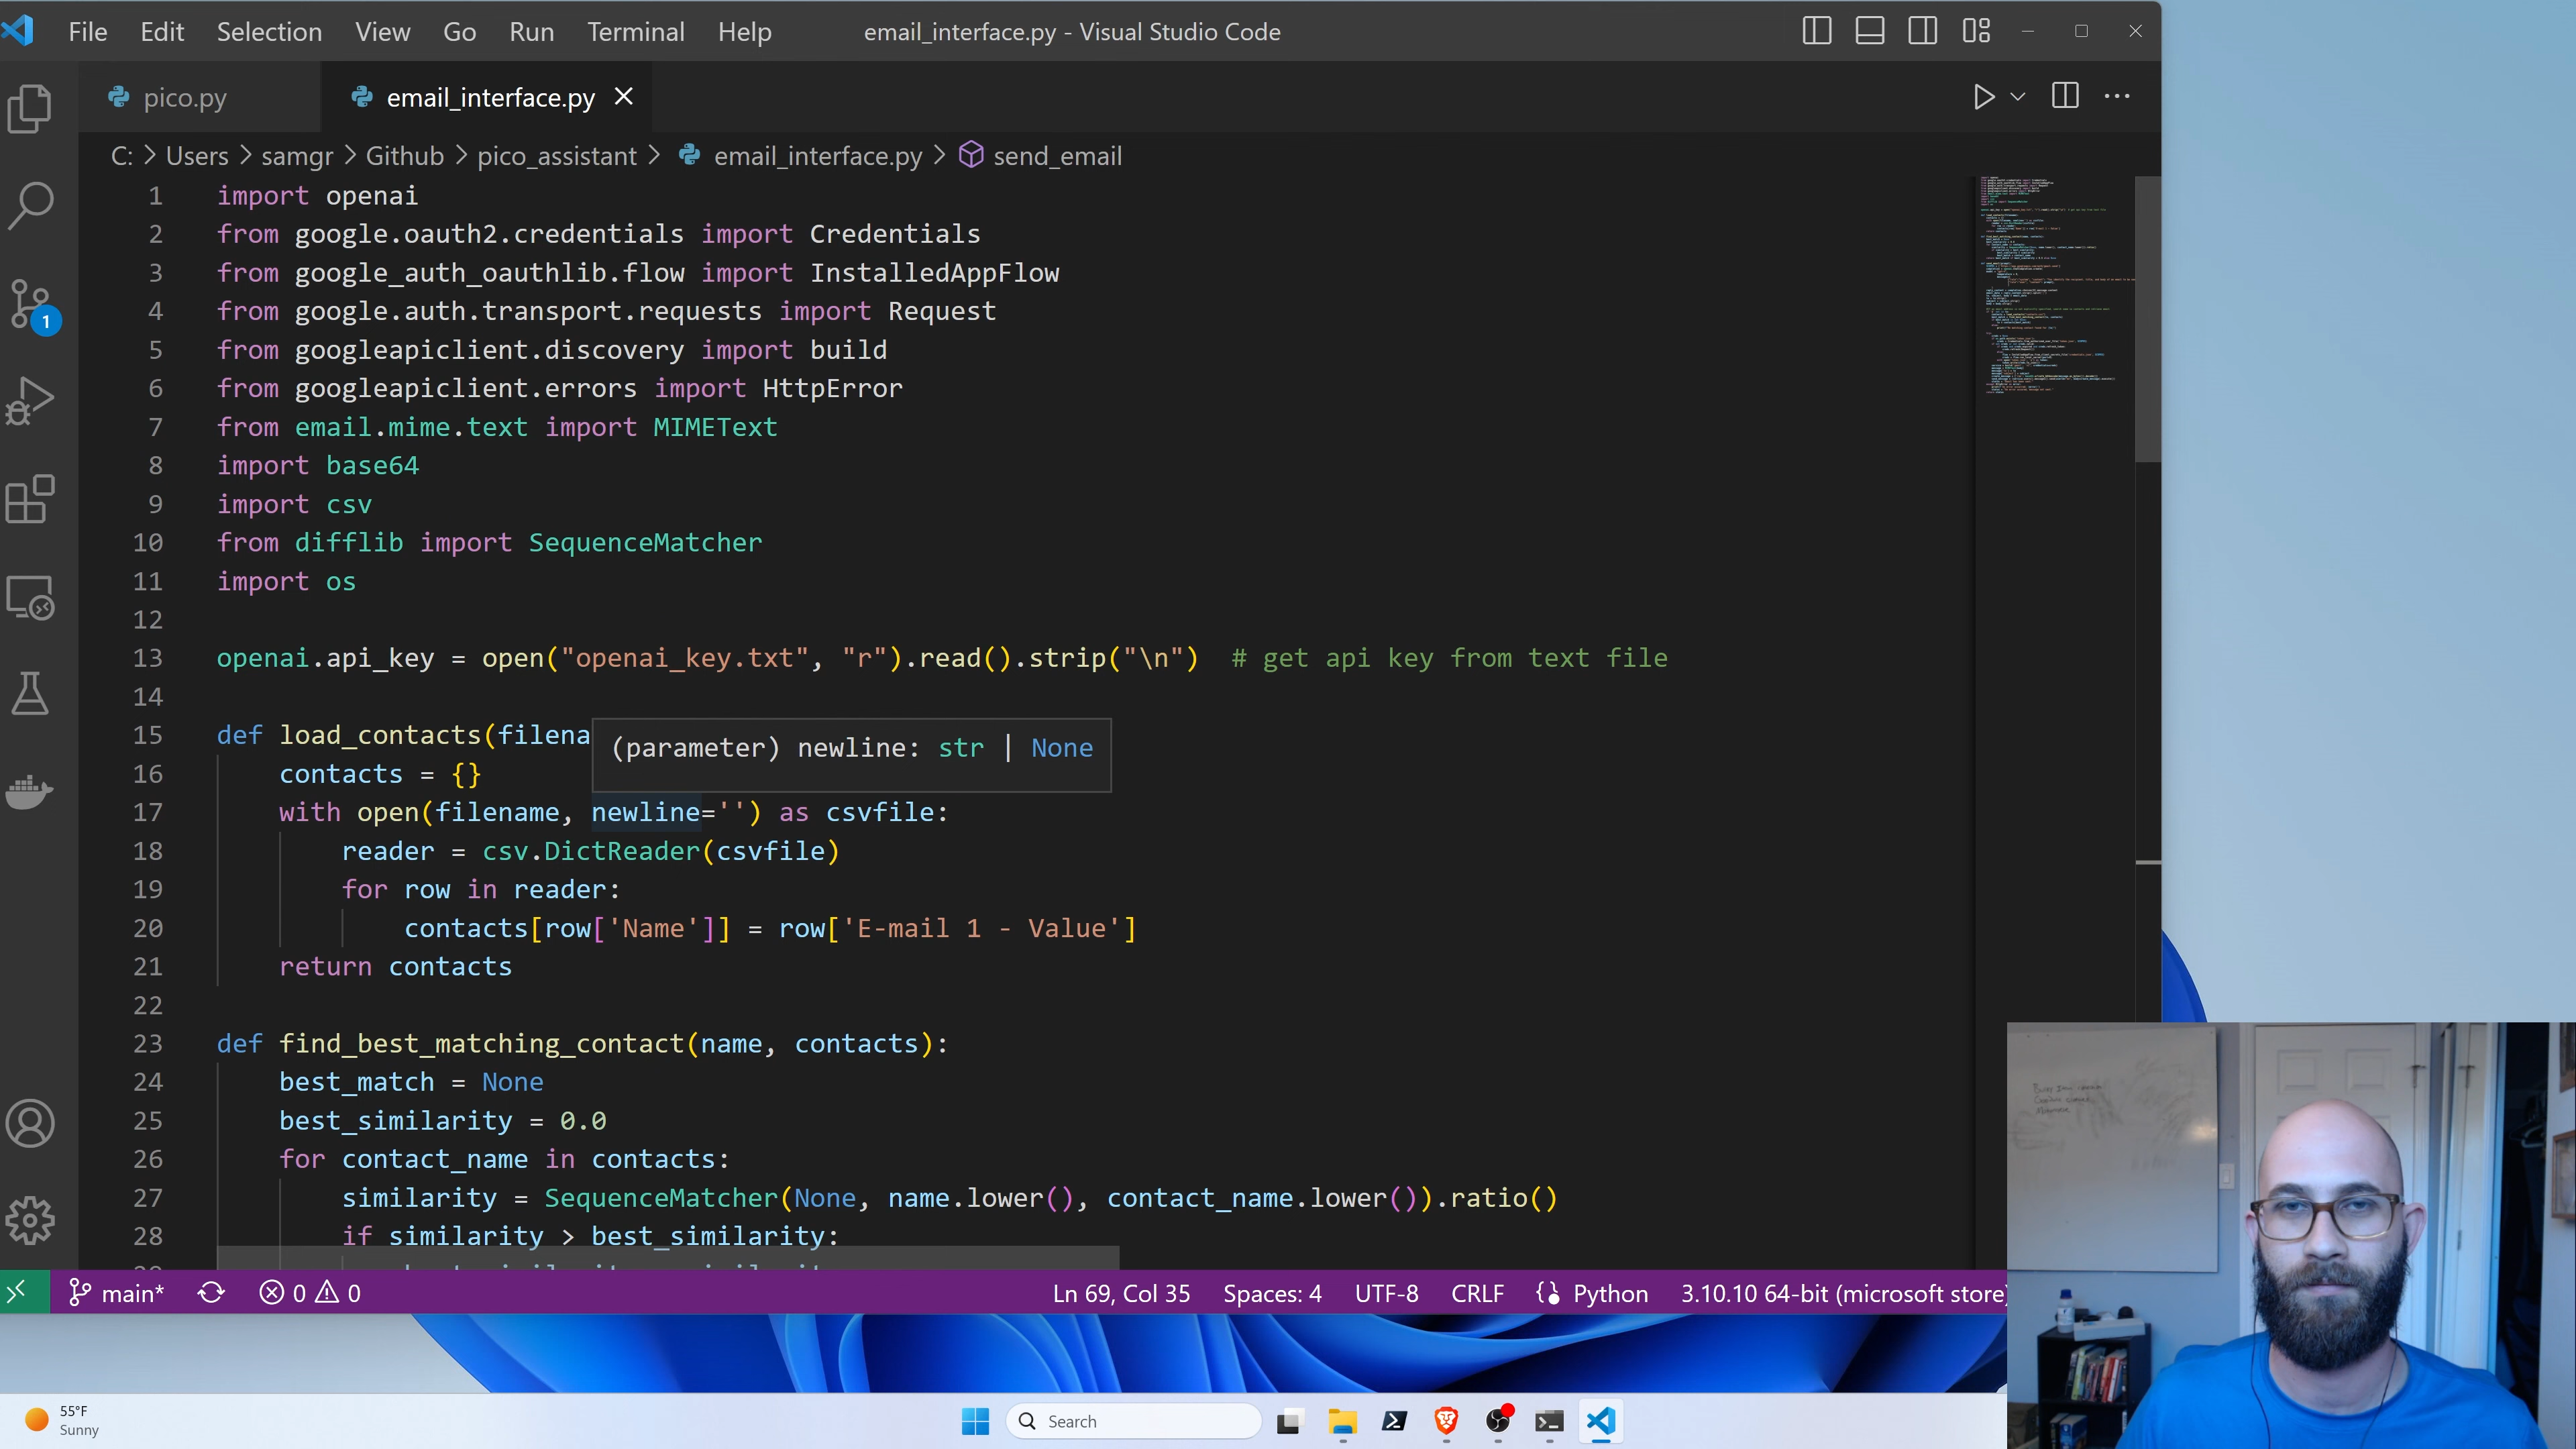 File Edit Selection View Go Run Terminal Help email_interface.py - Visual Studio Code
pico.py email_interface.py
C: > Users > samgr > Github > pico_assistant > email_interface.py > send_email
1 import openai
2 from google.oauth2.credentials import Credentials
3 from google_auth_oauthlib.flow import InstalledAppFlow
4 from google.auth.transport.requests import Request
5 from googleapiclient.discovery import build
6 from googleapiclient.errors import HttpError
7 from email.mime.text import MIMEText
8 import base64
9 import csv
10 from difflib import SequenceMatcher
11 import os
12
13 openai.api_key = open("openai_key.txt", "r").read().strip("\n")  # get api key from text file
14
15 def load_contacts(filena
(parameter) newline: str | None
16 contacts = {}
17 with open(filename, newline='') as csvfile:
18 reader = csv.DictReader(csvfile)
19 for row in reader:
20 contacts[row['Name']] = row['E-mail 1 - Value']
21 return contacts
22
23 def find_best_matching_contact(name, contacts):
24 best_match = None
25 best_similarity = 0.0
26 for contact_name in contacts:
27 similarity = SequenceMatcher(None, name.lower(), contact_name.lower()).ratio()
28 if similarity > best_similarity:
1
main* 0 0 Ln 69, Col 35 Spaces: 4 UTF-8 CRLF Python 3.10.10 64-bit (microsoft store)
55°F
Sunny
Search